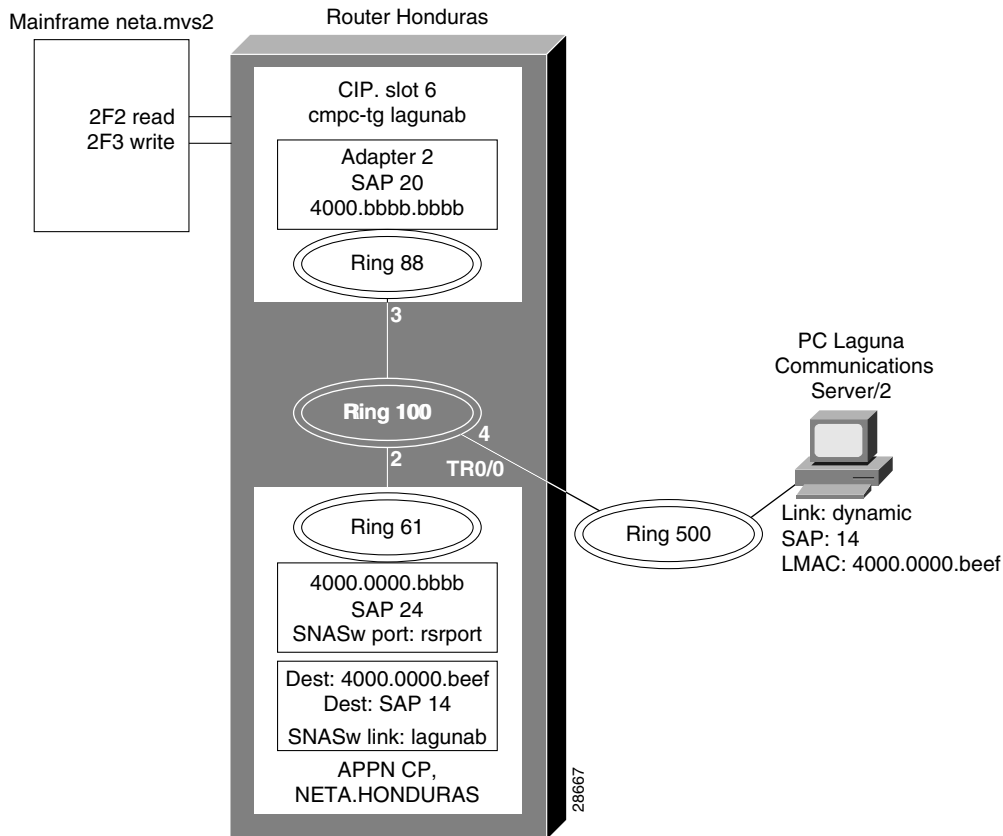 Router Honduras
Mainframe neta.mvs2
2F2 read
2F3 write
CIP. slot 6
cmpc-tg lagunab
Adapter 2
SAP 20
4000.bbbb.bbbb
Ring 88
3
Ring 100
4
2
TR0/0
PC Laguna
Communications
Server/2
Link: dynamic
SAP: 14
LMAC: 4000.0000.beef
Ring 500
Ring 61
4000.0000.bbbb
SAP 24
SNASw port: rsrport
Dest: 4000.0000.beef
Dest: SAP 14
SNASw link: lagunab
APPN CP,
NETA.HONDURAS
28667